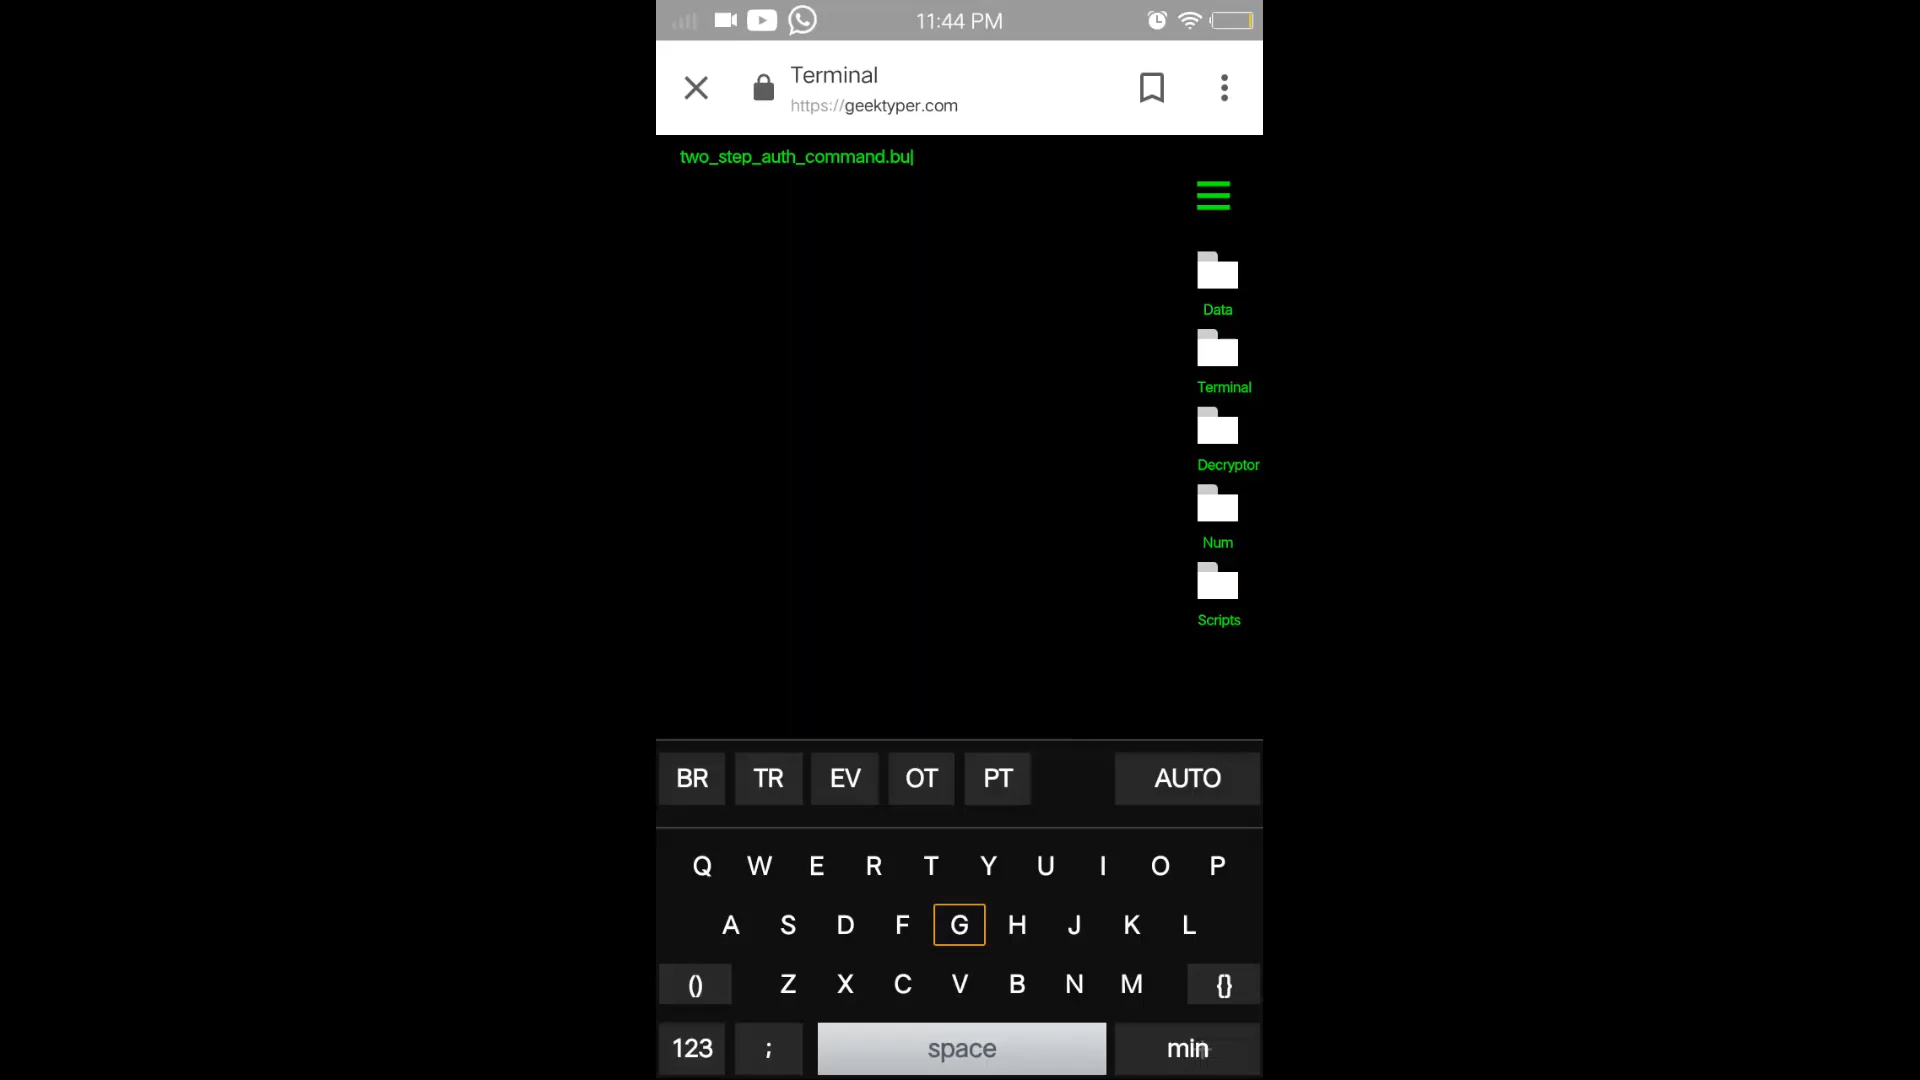 11:44 PM
Terminal
https://geektyper.com
two_step_auth_command.bu|
Data
Terminal
Decryptor
Num
Scripts
BR TR EV OT PT AUTO
Q W E R T Y U I O P
A S D F G H J K L
() Z X C V B N M {}
123 ; space min